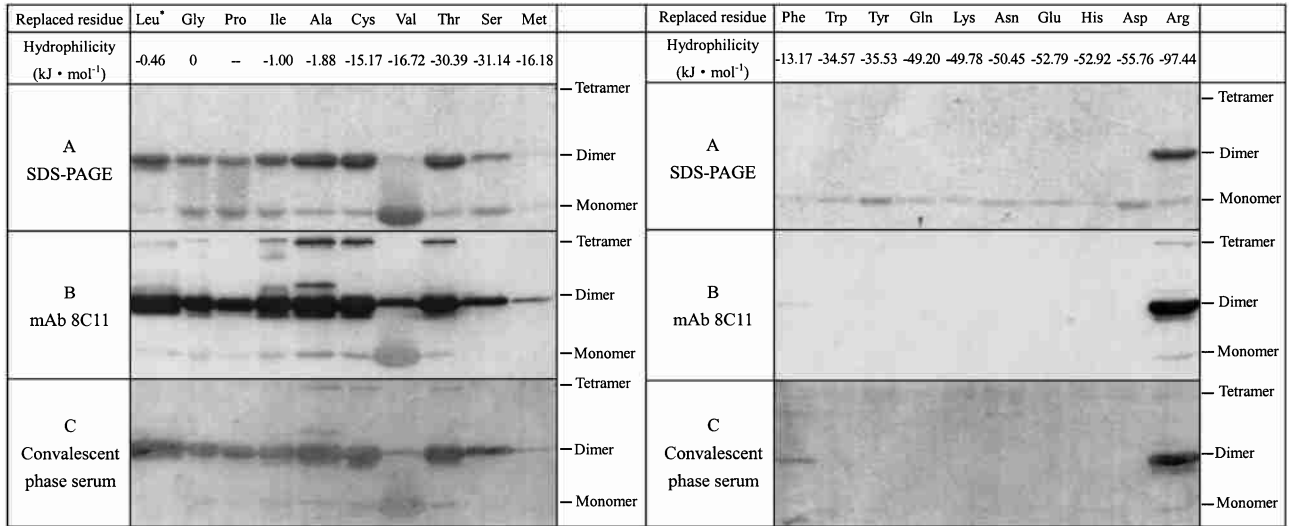 Replaced residue Leu* Gly Pro Ile Ala Cys Val Thr Ser Met
Hydrophilicity
(kJ · mol⁻¹) -0.46 0 -- -1.00 -1.88 -15.17 -16.72 -30.39 -31.14 -16.18
A
SDS-PAGE
Tetramer
Dimer
Monomer
B
mAb 8C11
Tetramer
Dimer
Monomer
C
Convalescent
phase serum
Tetramer
Dimer
Monomer
Replaced residue Phe Trp Tyr Gln Lys Asn Glu His Asp Arg
Hydrophilicity
(kJ · mol⁻¹) -13.17 -34.57 -35.53 -49.20 -49.78 -50.45 -52.79 -52.92 -55.76 -97.44
A
SDS-PAGE
Tetramer
Dimer
Monomer
B
mAb 8C11
Tetramer
Dimer
Monomer
C
Convalescent
phase serum
Tetramer
Dimer
Monomer